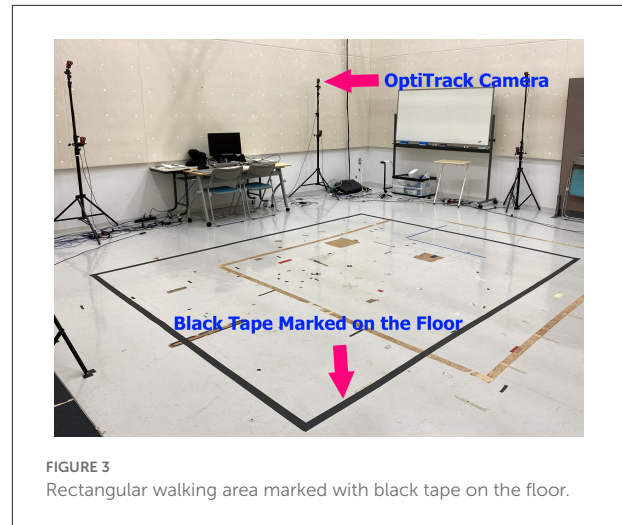 OptiTrack Camera
Black Tape Marked on the Floor
FIGURE 3
Rectangular walking area marked with black tape on the floor.